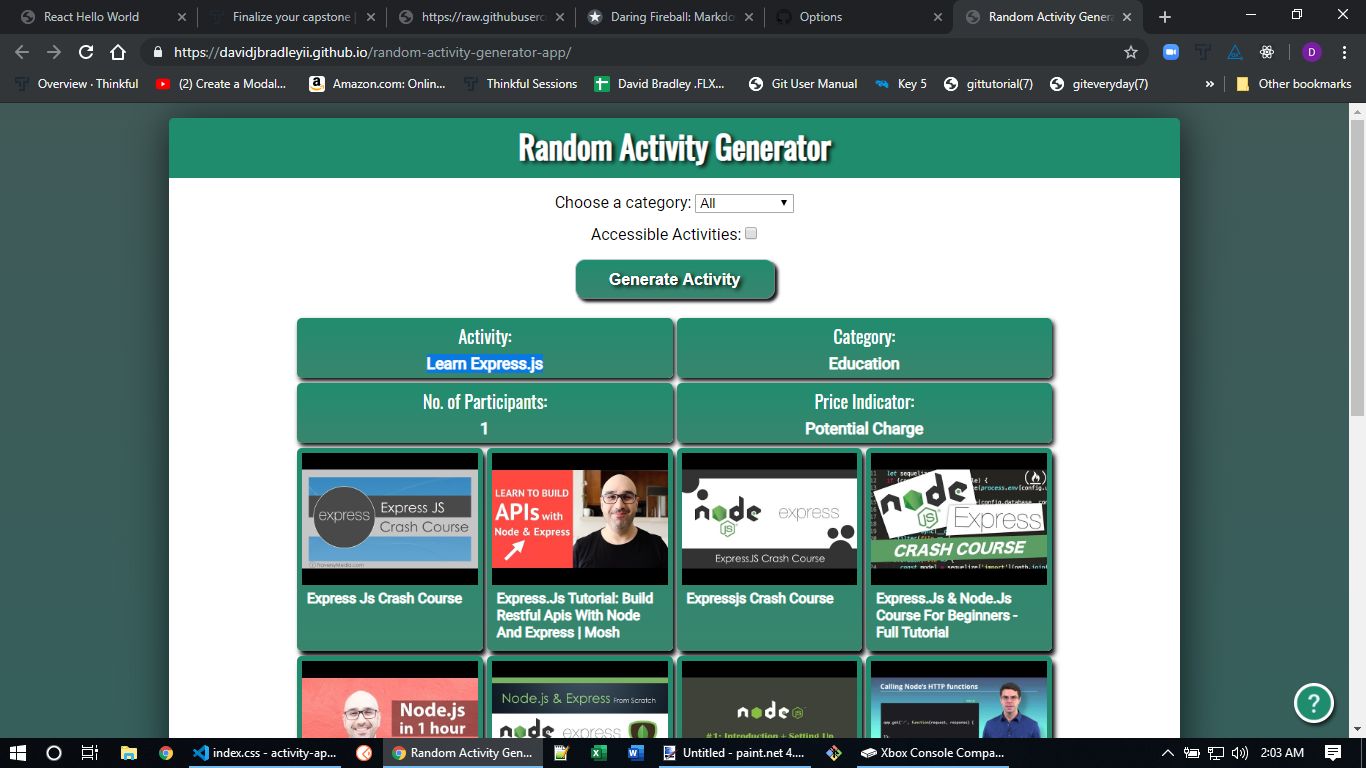 React Hello World
Finalize your capstone |
https://raw.githubuserc
Daring Fireball: Markdo
Options
Random Activity Genera
https://davidjbradleyii.github.io/random-activity-generator-app/
D
Overview · Thinkful
(2) Create a Modal...
Amazon.com: Onlin...
Thinkful Sessions
David Bradley .FLX...
Git User Manual
Key 5
gittutorial(7)
giteveryday(7)
»
Other bookmarks
Random Activity Generator
Choose a category: All
Accessible Activities:
Generate Activity
Activity:
Learn Express.js
Category:
Education
No. of Participants:
1
Price Indicator:
Potential Charge
express
Express JS
Crash Course
TraversyMedia.com
Express Js Crash Course
LEARN TO BUILD
APIs with
Node & Express
Express.Js Tutorial: Build
Restful Apis With Node
And Express | Mosh
node
JS
express
ExpressJS Crash Course
Expressjs Crash Course
node
JS
Express
CRASH COURSE
Express.Js & Node.Js
Course For Beginners -
Full Tutorial
Node.js
in 1 hour
Node.js & Express From Scratch
node express
node
JS
#1: Introduction + Setting Up
Calling Node's HTTP functions
?
index.css - activity-ap...
Random Activity Gen...
Untitled - paint.net 4....
Xbox Console Compa...
2:03 AM